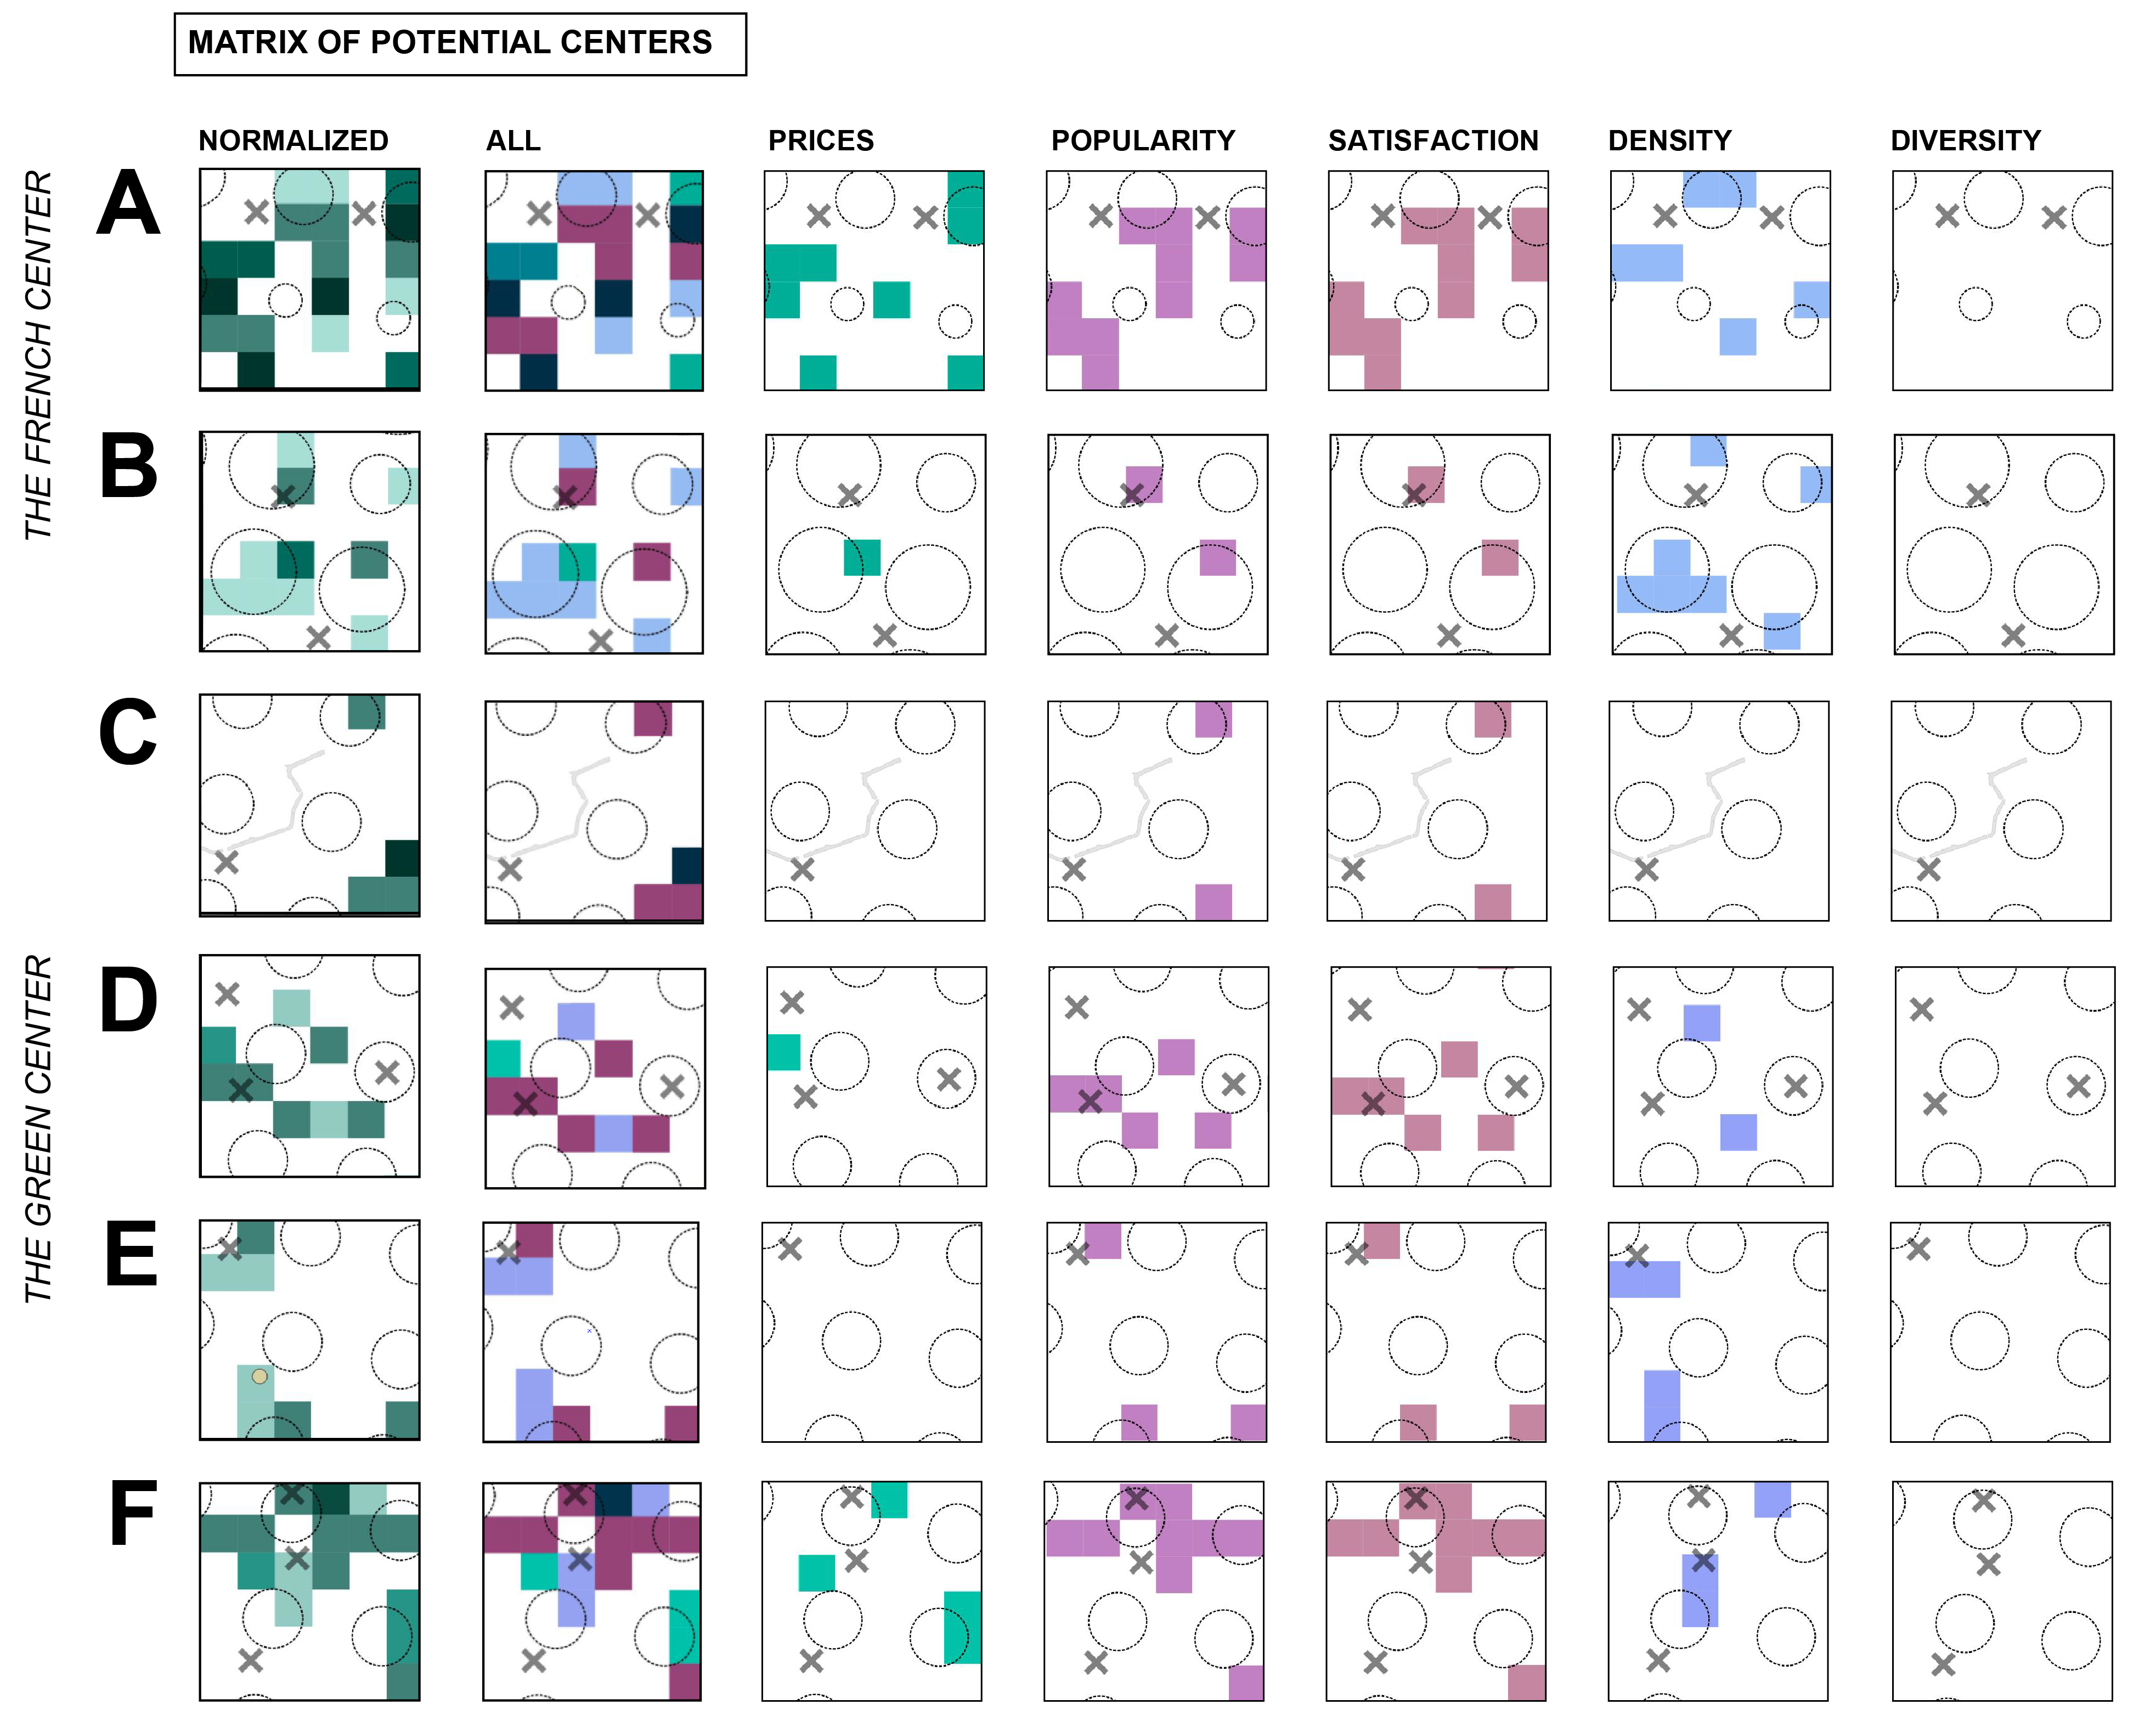 MATRIX OF POTENTIAL CENTERS
NORMALIZED ALL PRICES POPULARITY SATISFACTION DENSITY DIVERSITY
THE FRENCH CENTER
A
B
C
THE GREEN CENTER
D
E
F